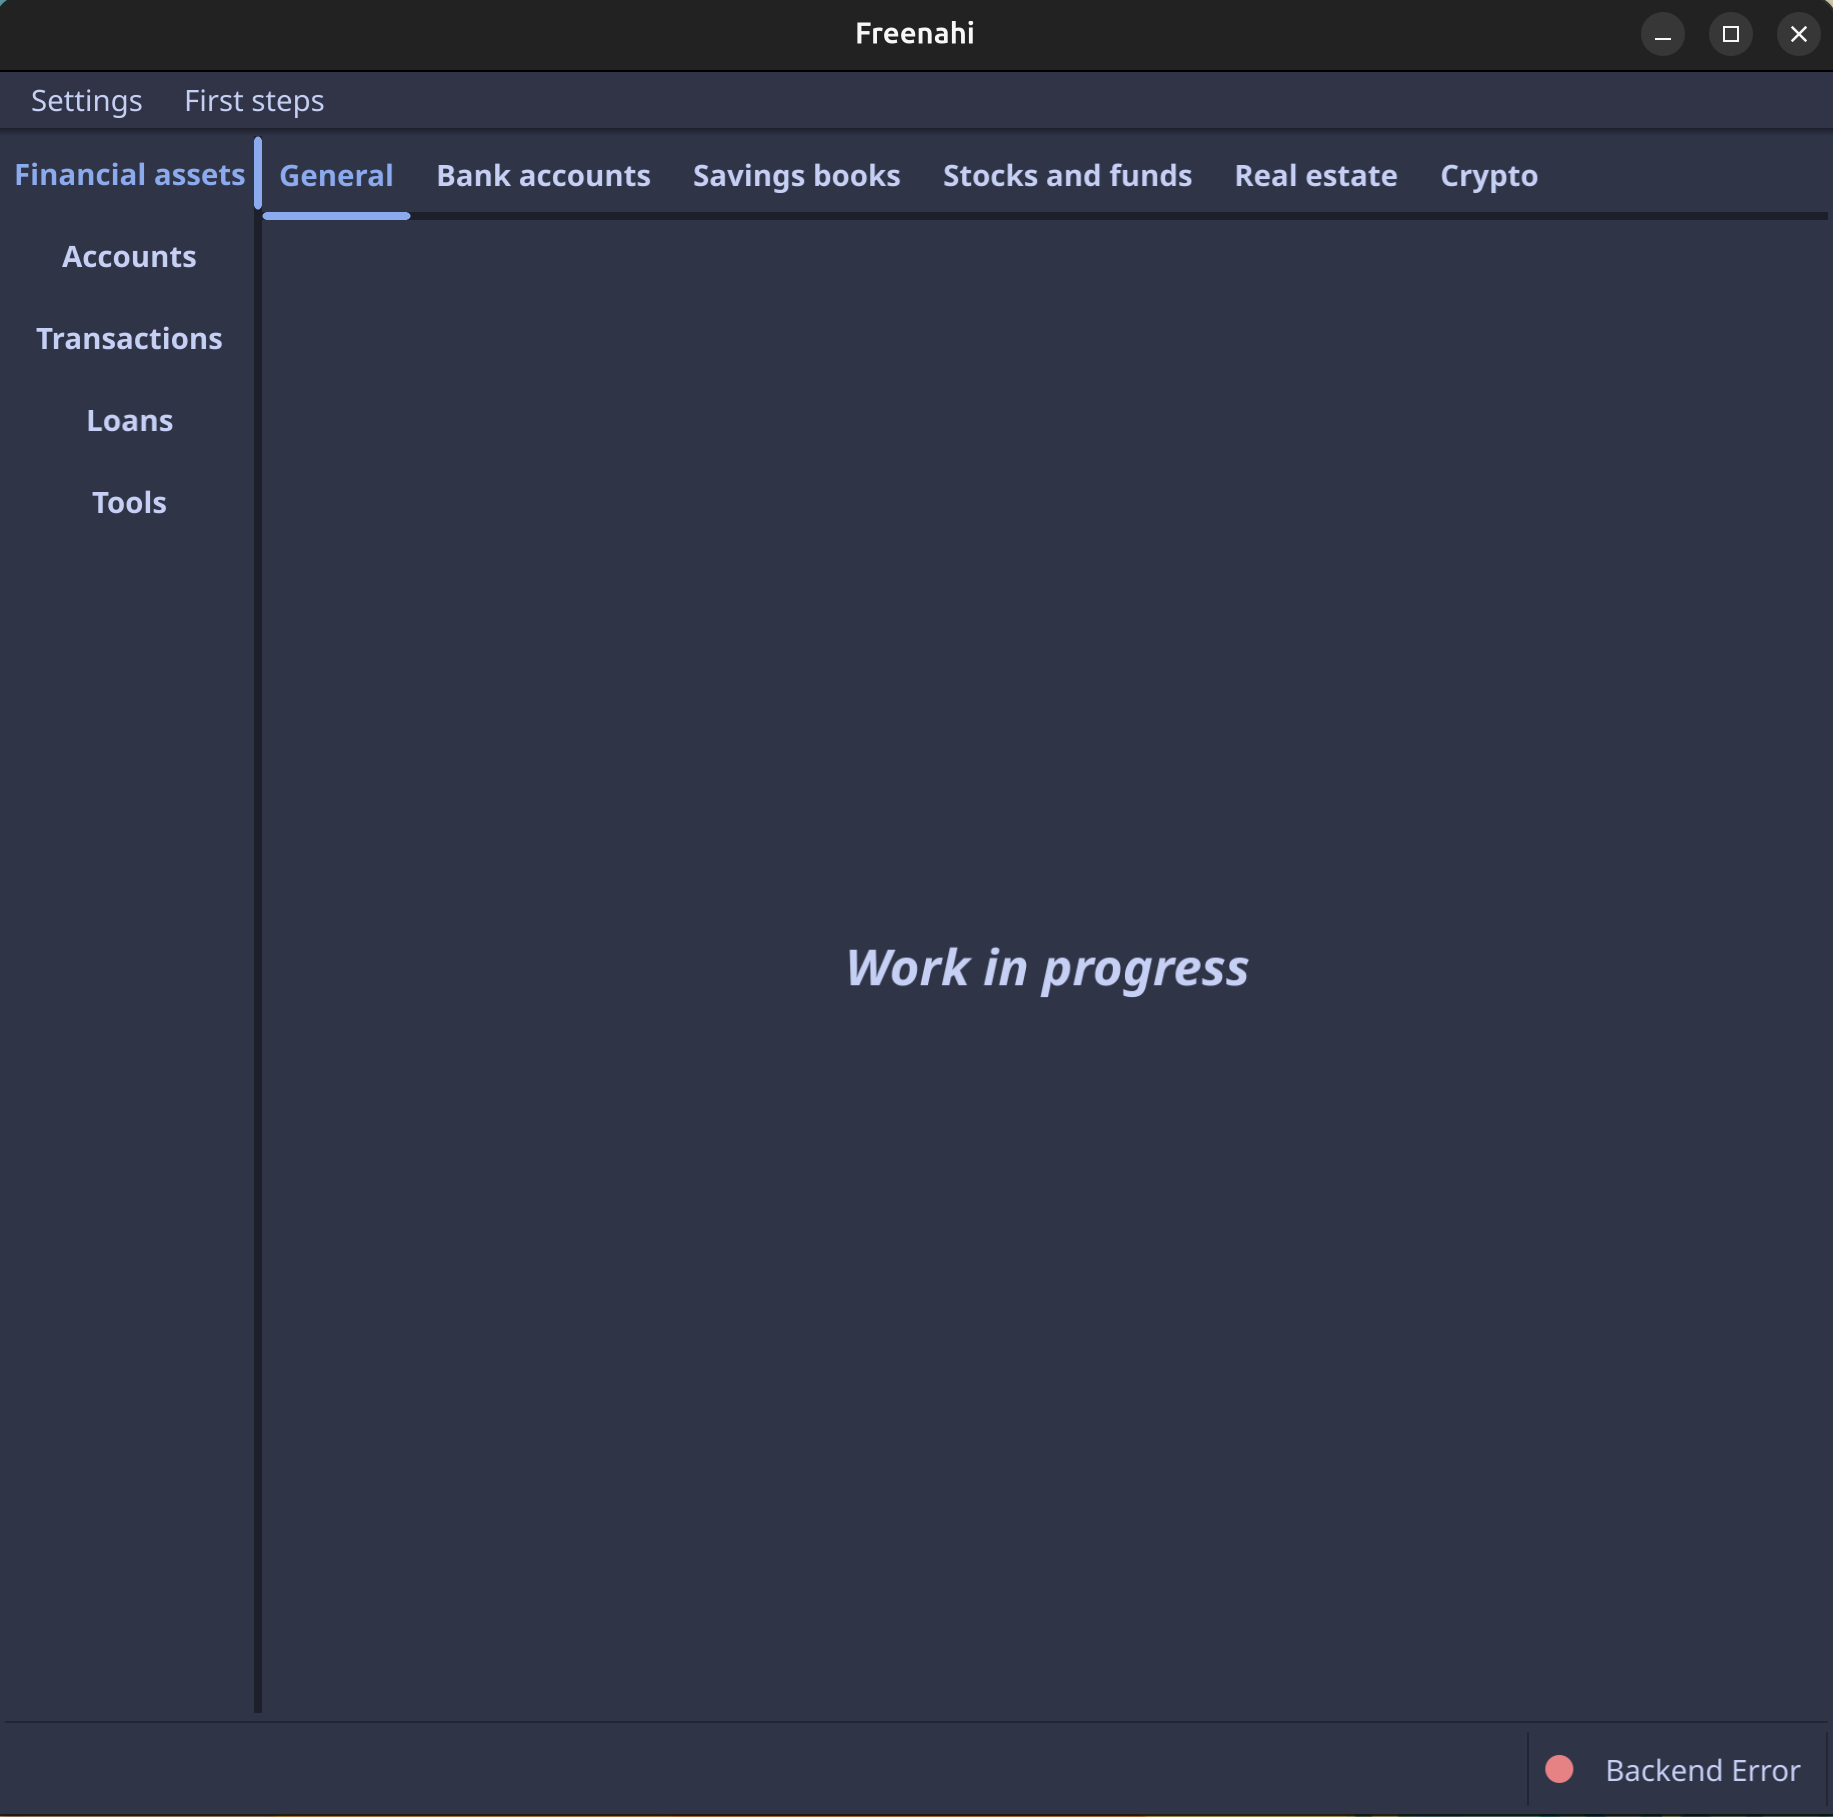 Freenahi
Settings First steps
Financial assets
General Bank accounts Savings books Stocks and funds Real estate Crypto
Accounts
Transactions
Loans
Tools
Work in progress
Backend Error